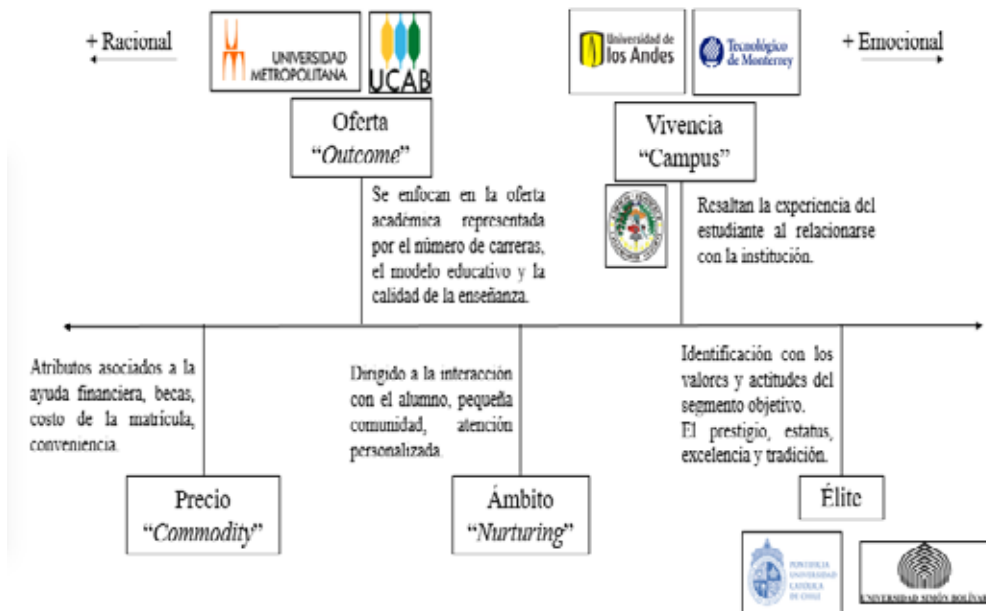 + Racional
UNIVERSIDAD
METROPOLITANA
UCAB
Universidad de
los Andes
Tecnológico
de Monterrey
+ Emocional
Oferta
“Outcome”
Vivencia
“Campus”
Se enfocan en la oferta
académica representada
por el número de carreras,
el modelo educativo y la
calidad de la enseñanza.
Resaltan la experiencia del
estudiante al relacionarse
con la institución.
Atributos asociados a la
ayuda financiera, becas,
costo de la matrícula,
conveniencia.
Dirigido a la interacción
con el alumno, pequeña
comunidad, atención
personalizada.
Identificación con los
valores y actitudes del
segmento objetivo.
El prestigio, estatus,
excelencia y tradición.
Precio
“Commodity”
Ámbito
“Nurturing”
Élite
PONTIFICIA
UNIVERSIDAD
CATOLICA
DE CHILE
UNIVERSIDAD SIMÓN BOLÍVAR